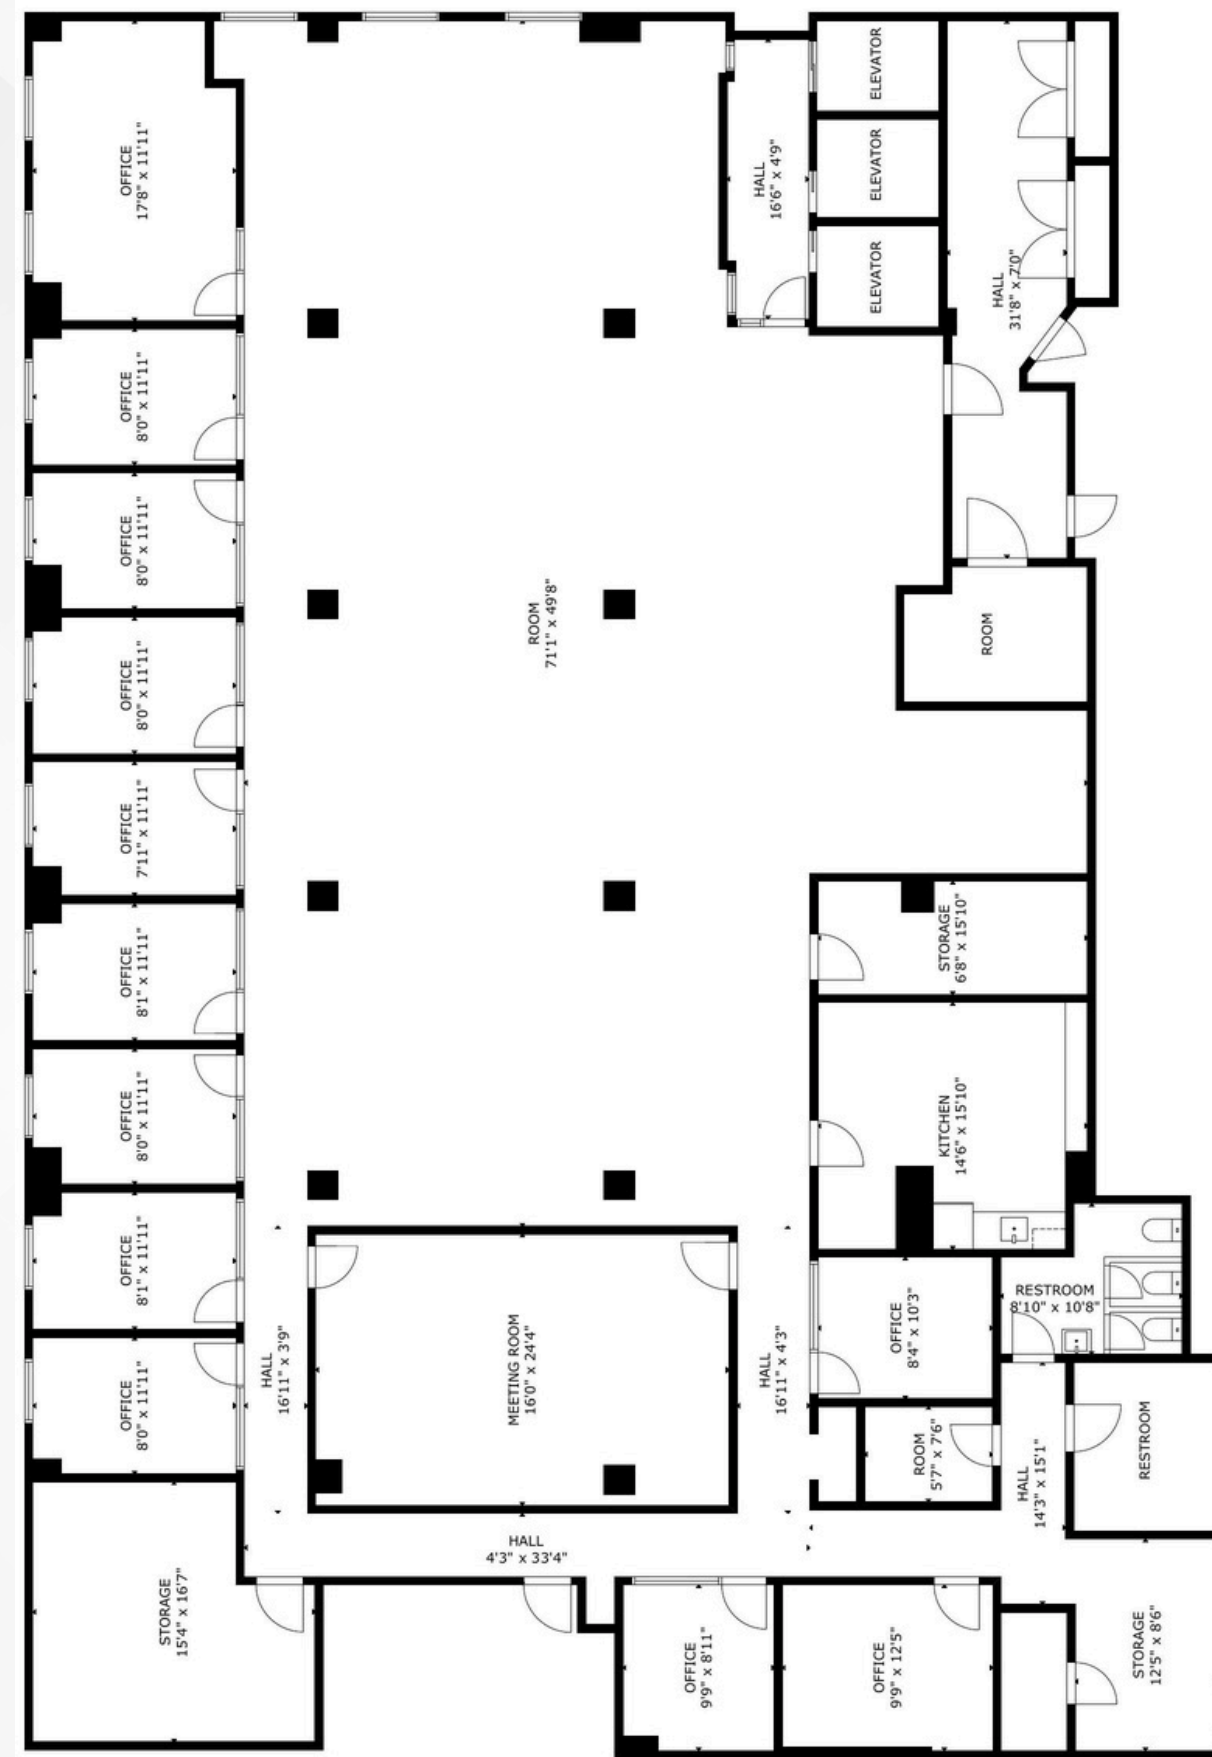 OFFICE
17'8" x 11'11"
HALL
16'6" x 4'9"
ELEVATOR
ELEVATOR
ELEVATOR
HALL
31'8" x 7'0"
OFFICE
8'0" x 11'11"
OFFICE
8'0" x 11'11"
ROOM
71'1" x 49'8"
ROOM
OFFICE
8'0" x 11'11"
OFFICE
7'11" x 11'11"
OFFICE
8'1" x 11'11"
STORAGE
6'8" x 15'10"
OFFICE
8'0" x 11'11"
KITCHEN
14'6" x 15'10"
OFFICE
8'1" x 11'11"
RESTROOM
8'10" x 10'8"
OFFICE
8'4" x 10'3"
OFFICE
8'0" x 11'11"
HALL
16'11" x 3'9"
MEETING ROOM
16'0" x 24'4"
HALL
16'11" x 4'3"
ROOM
5'7" x 7'6"
HALL
14'3" x 15'1"
RESTROOM
HALL
4'3" x 33'4"
STORAGE
15'4" x 16'7"
OFFICE
9'9" x 8'11"
OFFICE
9'9" x 12'5"
STORAGE
12'5" x 8'6"